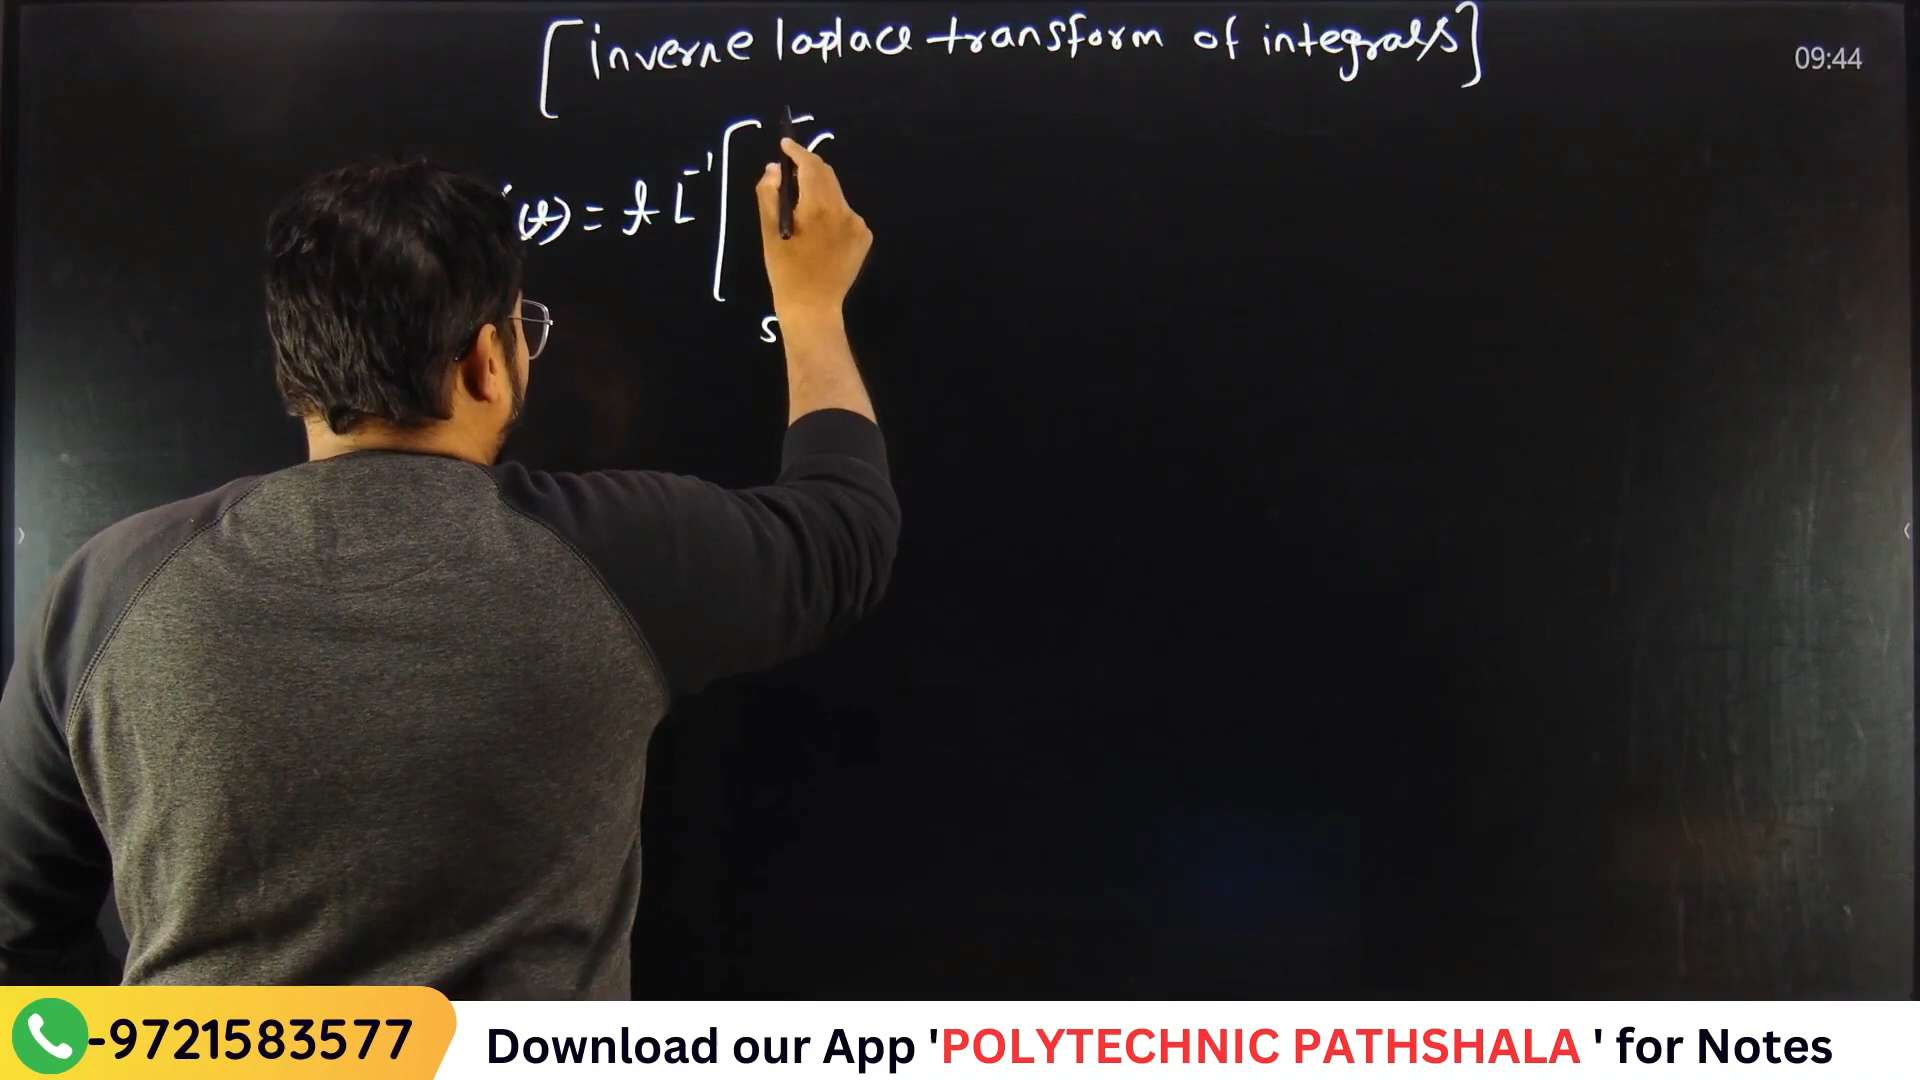 [inverse laplace transform of integrals]
09:44
(t) = t L⁻¹ [
s
-9721583577
Download our App 'POLYTECHNIC PATHSHALA ' for Notes